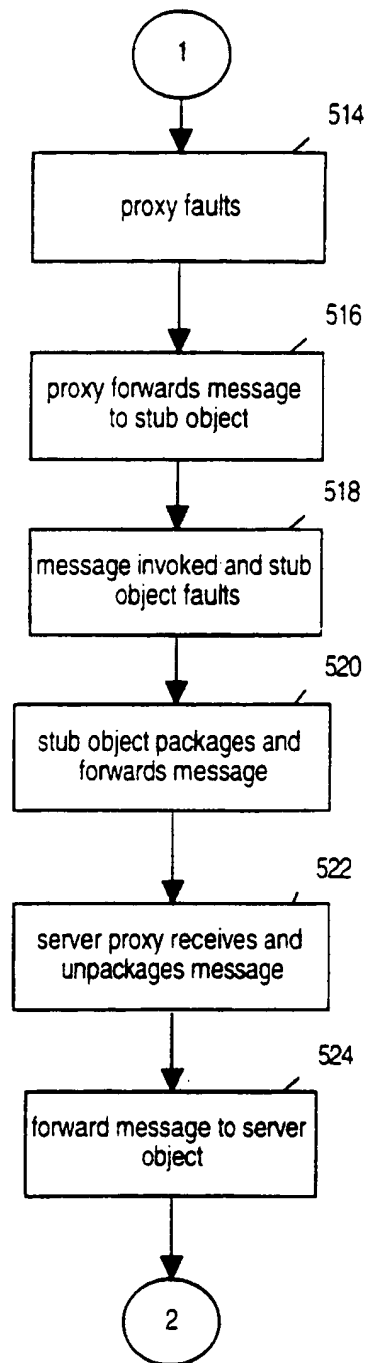 1
514
proxy faults
516
proxy forwards message
to stub object
518
message invoked and stub
object faults
520
stub object packages and
forwards message
522
server proxy receives and
unpackages message
524
forward message to server
object
2